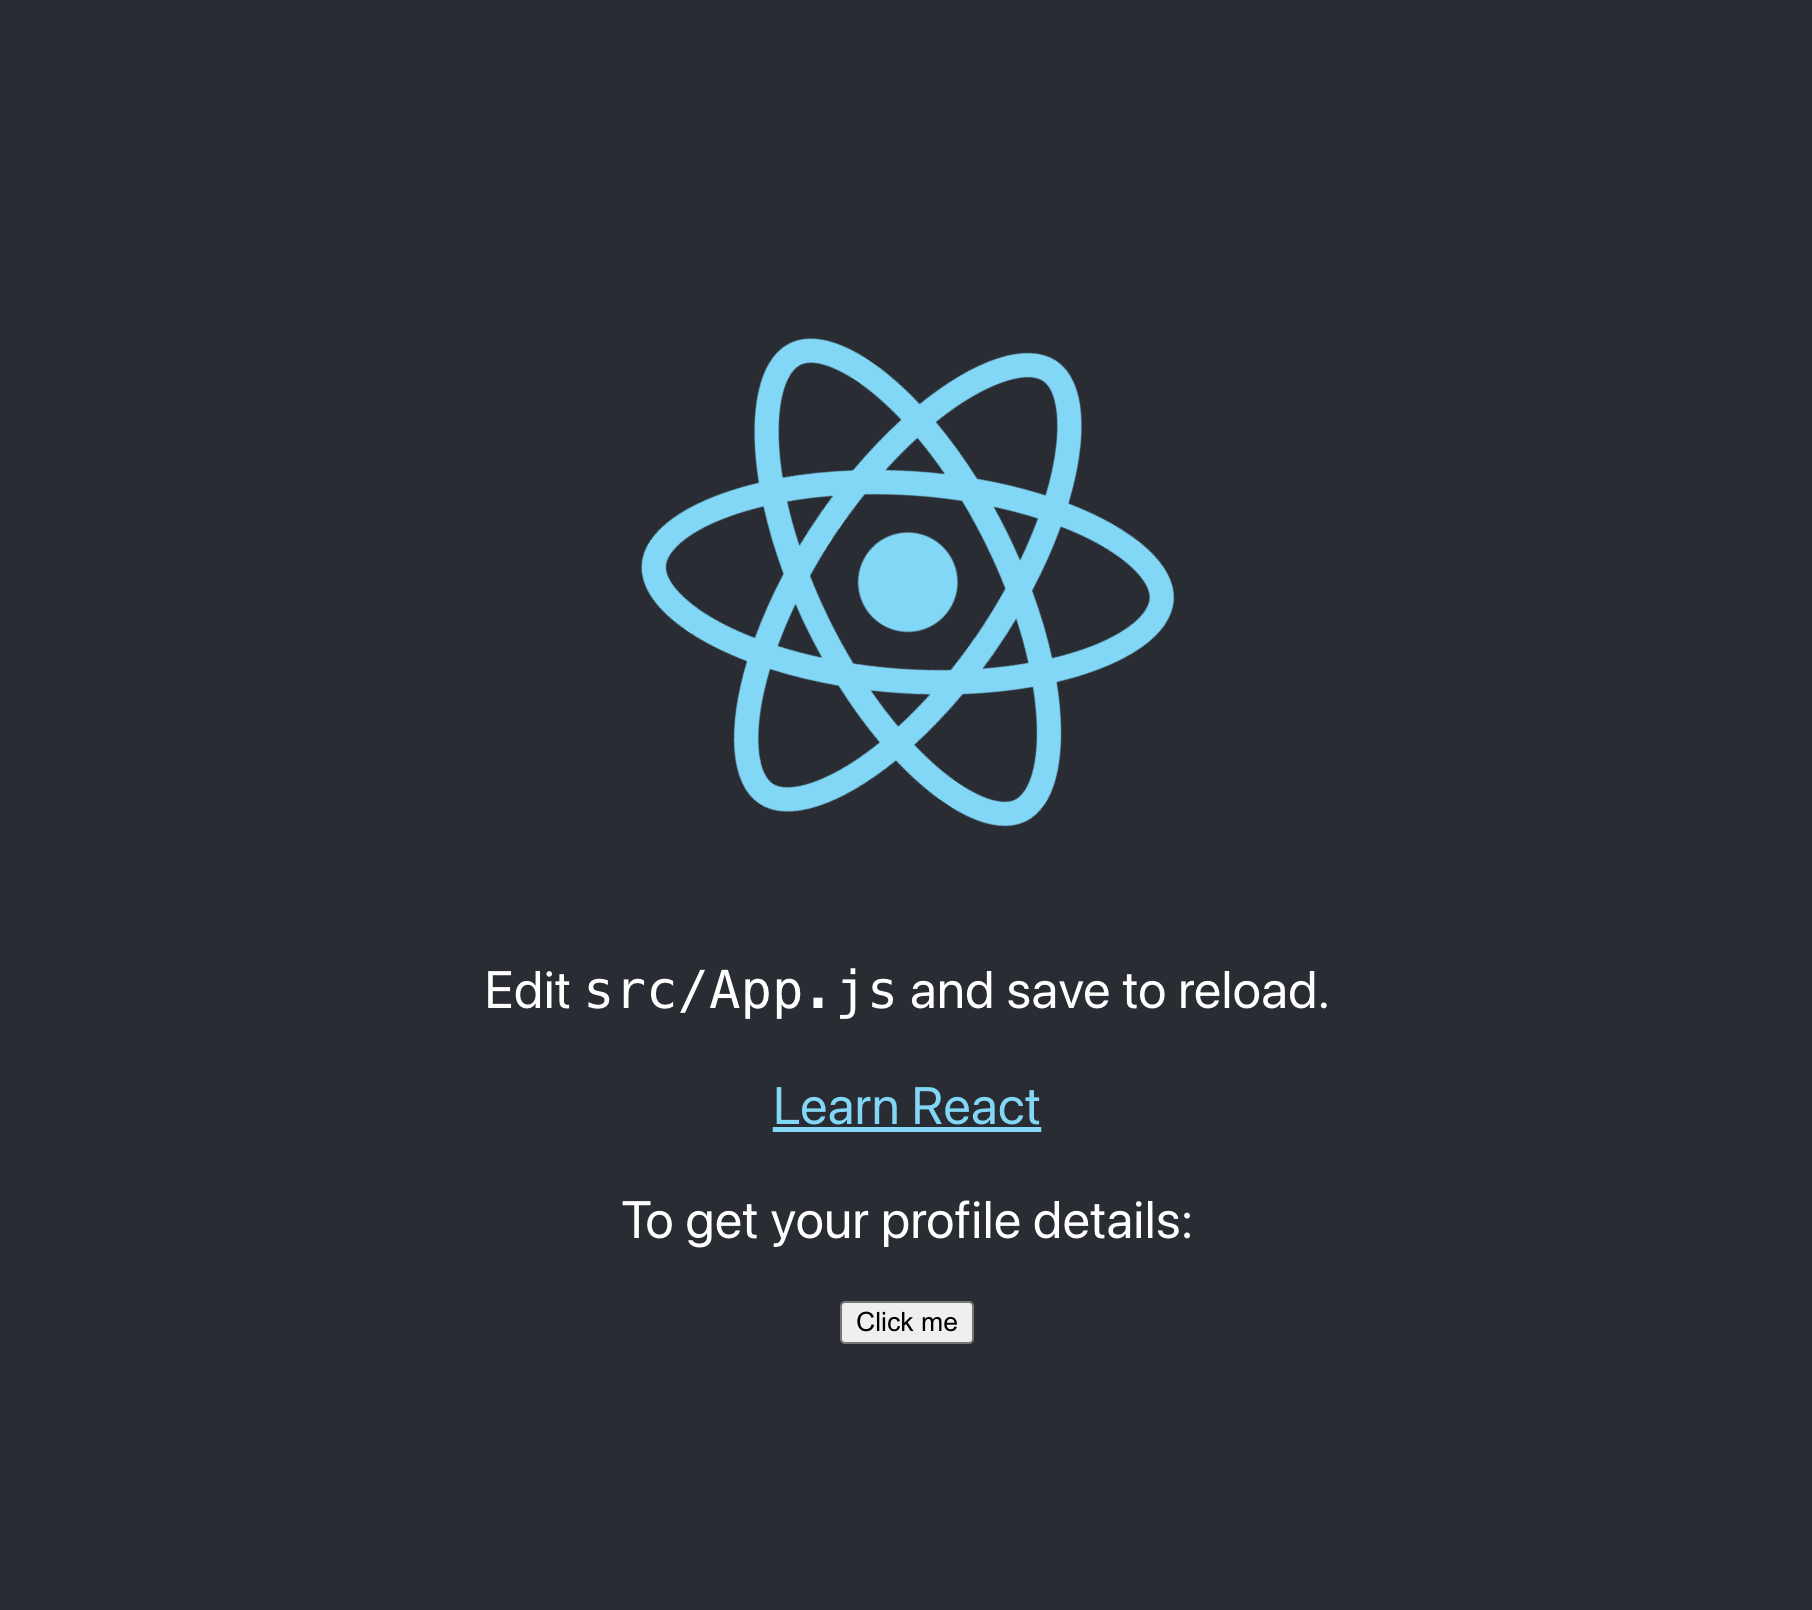 Edit src/App.js and save to reload.
Learn React
To get your profile details:
Click me